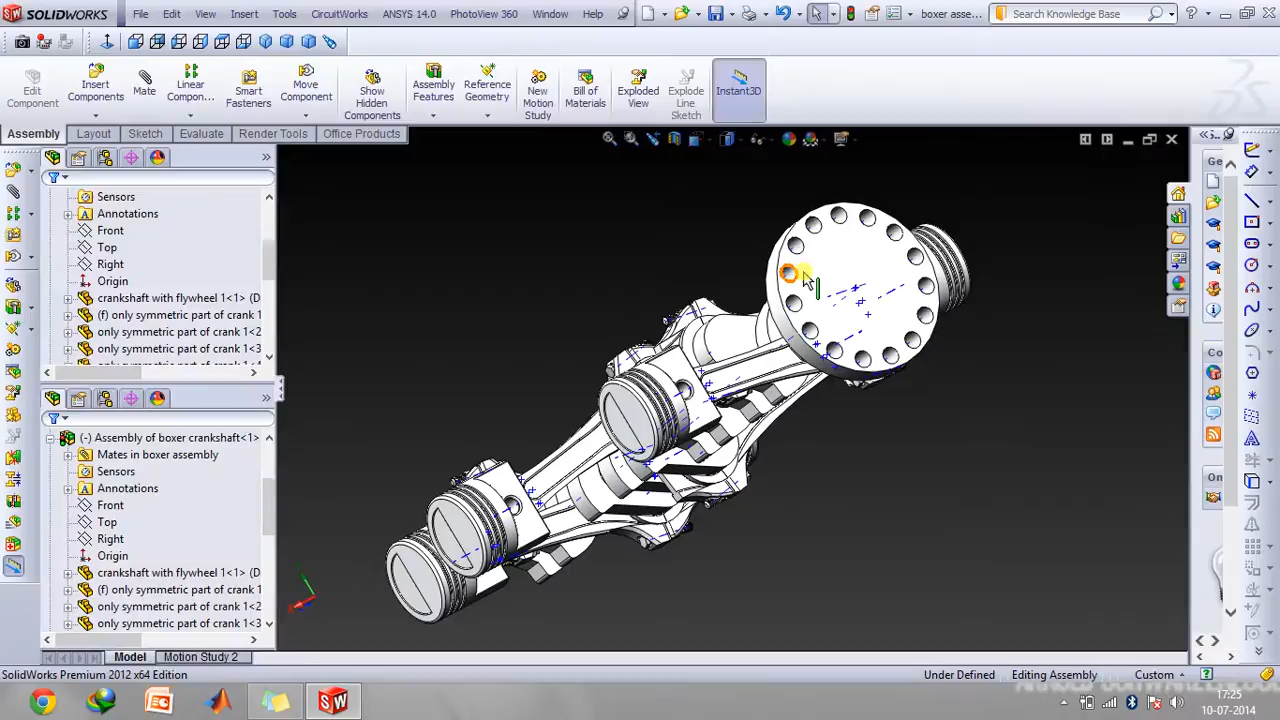 SOLIDWORKS File Edit View Insert Tools CircuitWorks ANSYS 14.0 PhotoView 360 Window Help boxer asse... Search Knowledge Base
Edit Component
Insert Components
Mate
Linear Compon...
Smart Fasteners
Move Component
Show Hidden Components
Assembly Features
Reference Geometry
New Motion Study
Bill of Materials
Exploded View
Explode Line Sketch
Instant3D
Assembly Layout Sketch Evaluate Render Tools Office Products
Sensors
Annotations
Front
Top
Right
Origin
crankshaft with flywheel 1<1> (D
(f) only symmetric part of crank 1
only symmetric part of crank 1<2
only symmetric part of crank 1<3
(-) Assembly of boxer crankshaft<1>
Mates in boxer assembly
Sensors
Annotations
Front
Top
Right
Origin
crankshaft with flywheel 1<1> (D
(f) only symmetric part of crank 1
only symmetric part of crank 1<2
only symmetric part of crank 1<3
Ge
Co
On
Model Motion Study 2
SolidWorks Premium 2012 x64 Edition Under Defined Editing Assembly Custom
17:25
10-07-2014